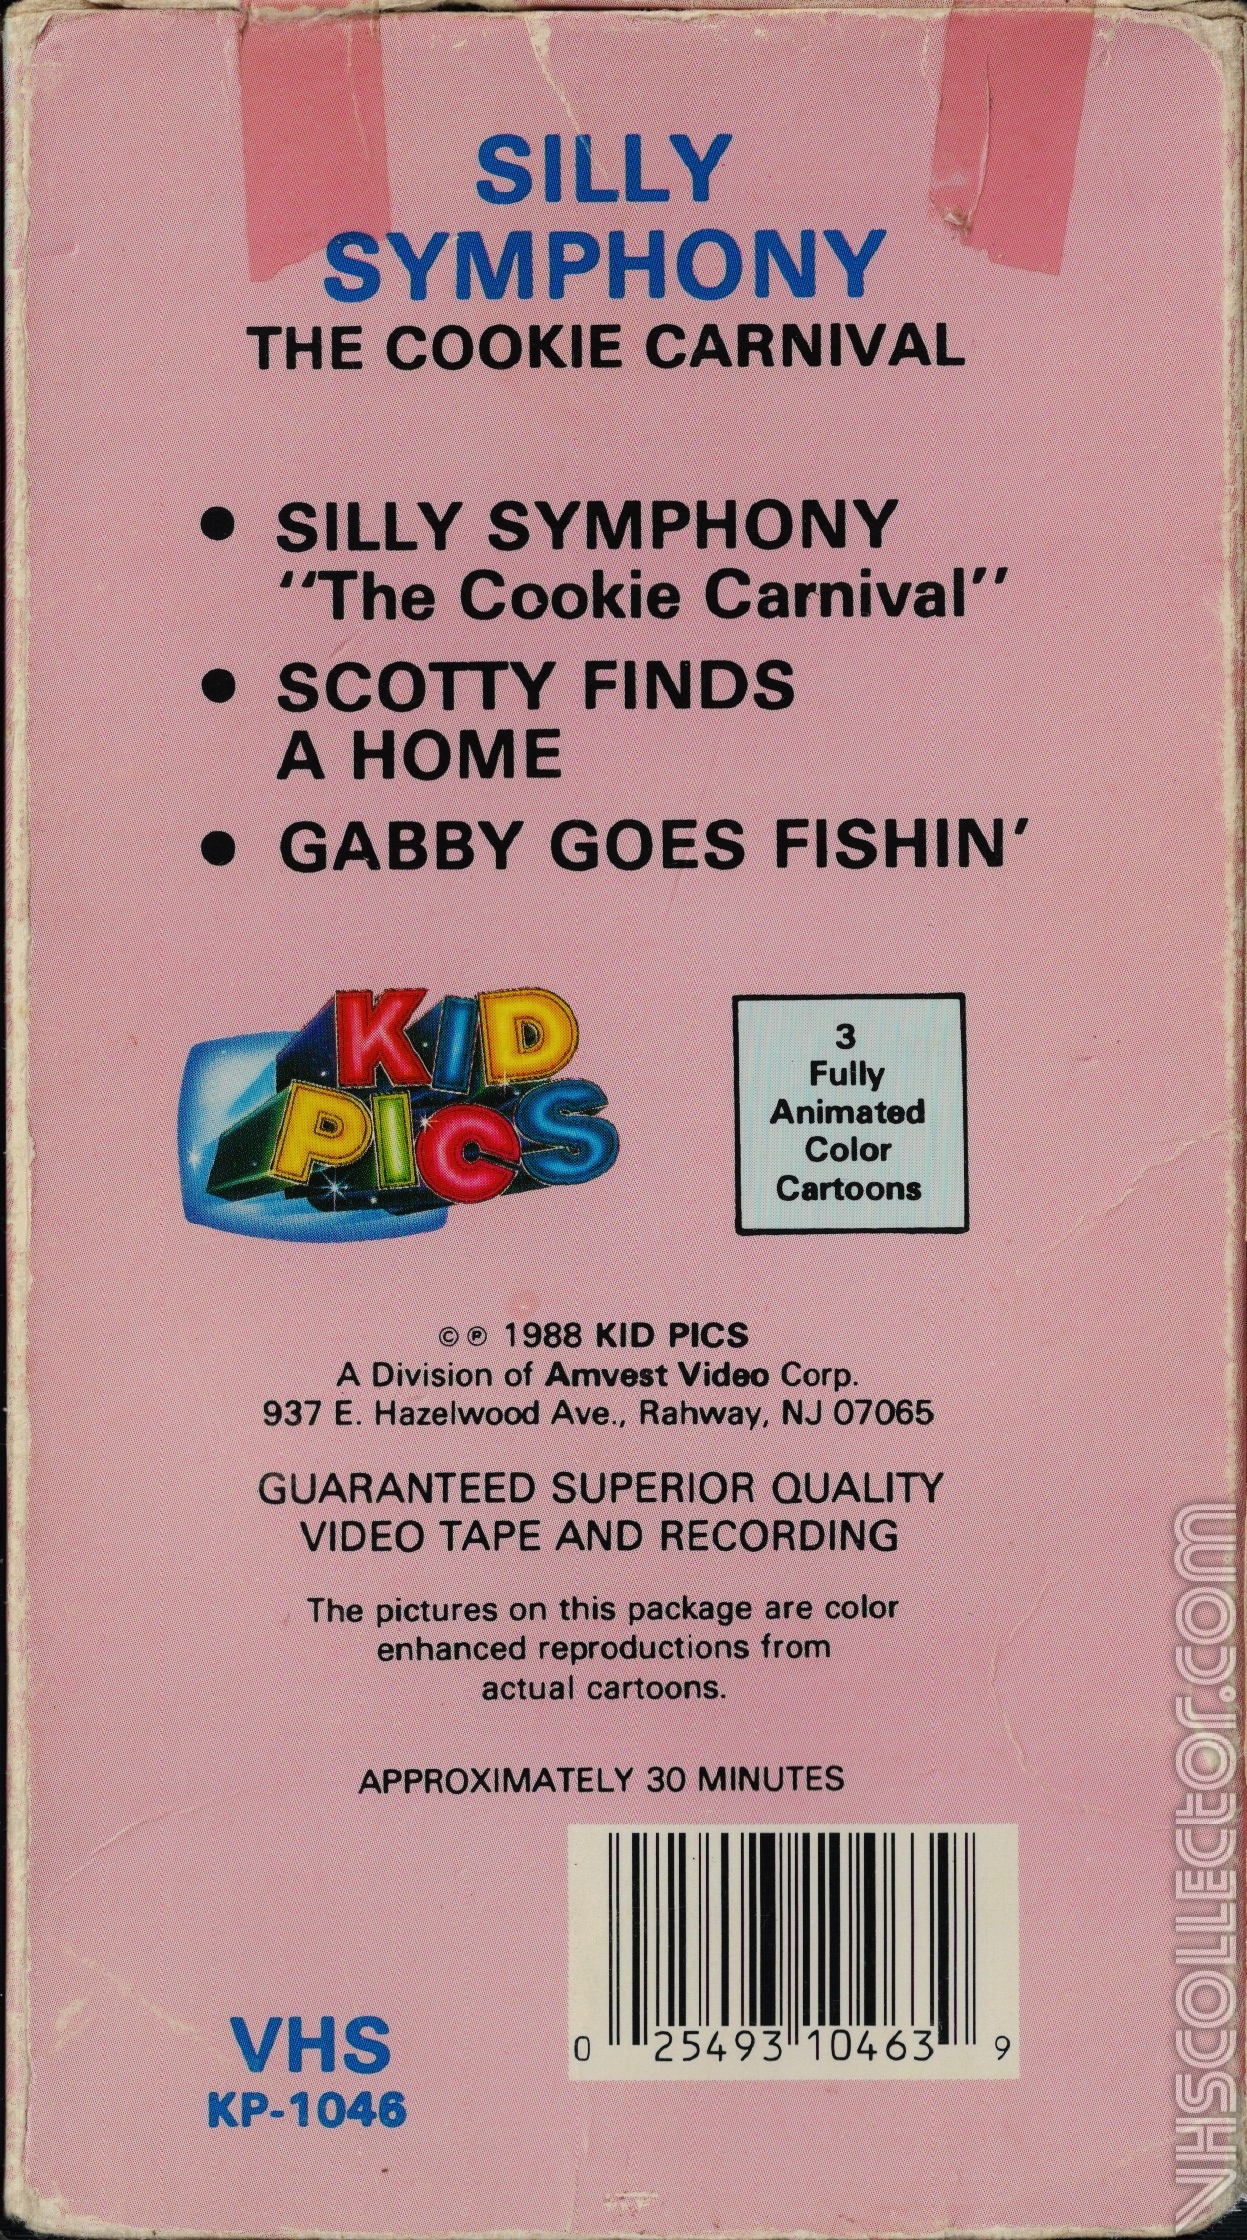 SILLY
SYMPHONY
THE COOKIE CARNIVAL
● SILLY SYMPHONY
"The Cookie Carnival"
● SCOTTY FINDS
A HOME
● GABBY GOES FISHIN'
KID
PICS
3
Fully
Animated
Color
Cartoons
© ℗ 1988 KID PICS
A Division of Amvest Video Corp.
937 E. Hazelwood Ave., Rahway, NJ 07065
GUARANTEED SUPERIOR QUALITY
VIDEO TAPE AND RECORDING
The pictures on this package are color
enhanced reproductions from
actual cartoons.
APPROXIMATELY 30 MINUTES
0 25493 10463 9
VHS
KP-1046
VHSCOLLECTOR.COM